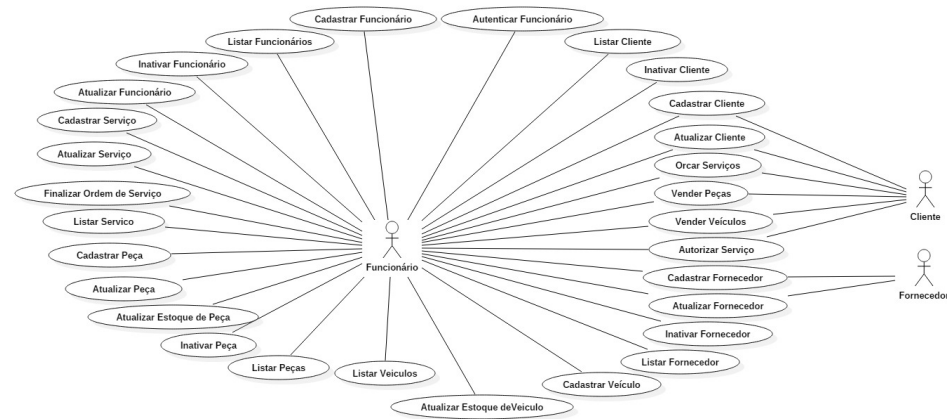 Cadastrar Funcionário
Autenticar Funcionário
Listar Funcionários
Listar Cliente
Inativar Funcionário
Inativar Cliente
Atualizar Funcionário
Cadastrar Cliente
Cadastrar Serviço
Atualizar Cliente
Atualizar Serviço
Orcar Serviços
Finalizar Ordem de Serviço
Vender Peças
Listar Servico
Vender Veículos
Cliente
Cadastrar Peça
Autorizar Serviço
Funcionário
Cadastrar Fornecedor
Atualizar Peça
Fornecedor
Atualizar Fornecedor
Atualizar Estoque de Peça
Inativar Fornecedor
Inativar Peça
Listar Fornecedor
Listar Peças
Listar Veiculos
Cadastrar Veículo
Atualizar Estoque deVeiculo